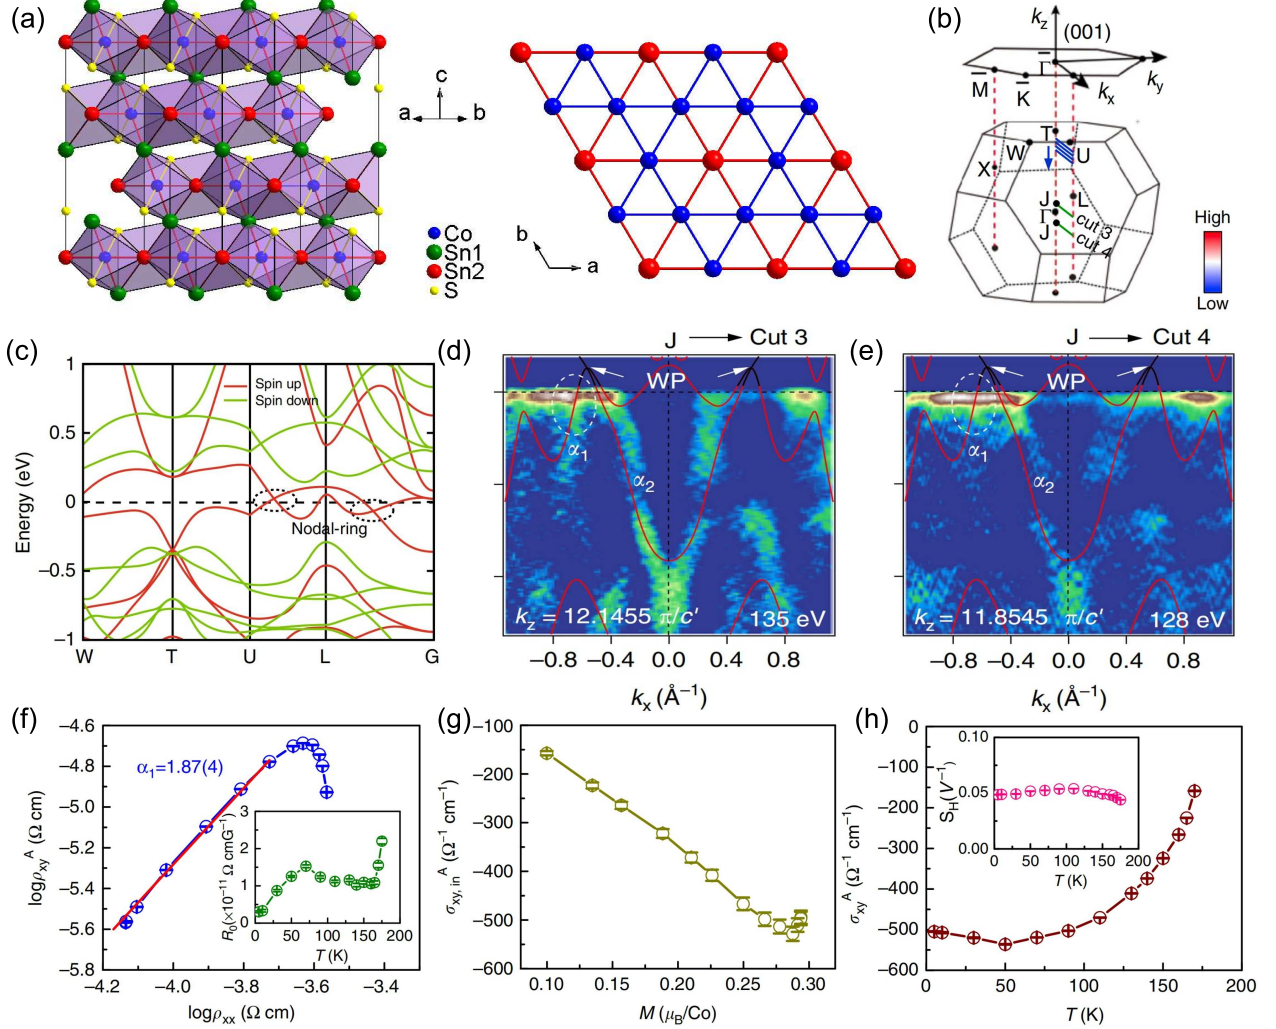 (a)
c
a
b
Co
Sn1
Sn2
S
b
a
(b)
k_z
(001)
Γ̅
M̅
K̅
k_x
k_y
T
W
U
X
J
L
Γ
J
cut 3
cut 4
High
Low
(c)
1
0.5
0
−0.5
−1
Energy (eV)
Spin up
Spin down
Nodal-ring
W T U L G
(d)
J → Cut 3
WP
α₁
α₂
k_z = 12.1455 π/c′ 135 eV
−0.8 −0.4 0.0 0.4 0.8
k_x (Å⁻¹)
(e)
J → Cut 4
WP
α₁
α₂
k_z = 11.8545 π/c′ 128 eV
−0.8 −0.4 0.0 0.4 0.8
k_x (Å⁻¹)
(f)
−4.6
−4.8
−5.0
−5.2
−5.4
−5.6
−5.8
logρ_xy^A (Ω cm)
α₁=1.87(4)
3
2
1
0
R₀(×10⁻¹¹ Ω cmG⁻¹)
0 50 100 150 200
T (K)
−4.2 −4.0 −3.8 −3.6 −3.4
logρ_xx (Ω cm)
(g)
−100
−200
−300
−400
−500
−600
σ_xy, in^A (Ω⁻¹ cm⁻¹)
0.10 0.15 0.20 0.25 0.30
M (μ_B/Co)
(h)
0
−100
−200
−300
−400
−500
−600
σ_xy^A (Ω⁻¹ cm⁻¹)
0.10
0.05
0.00
S_H(V⁻¹)
0 50 100 150 200
T (K)
0 50 100 150 200
T (K)